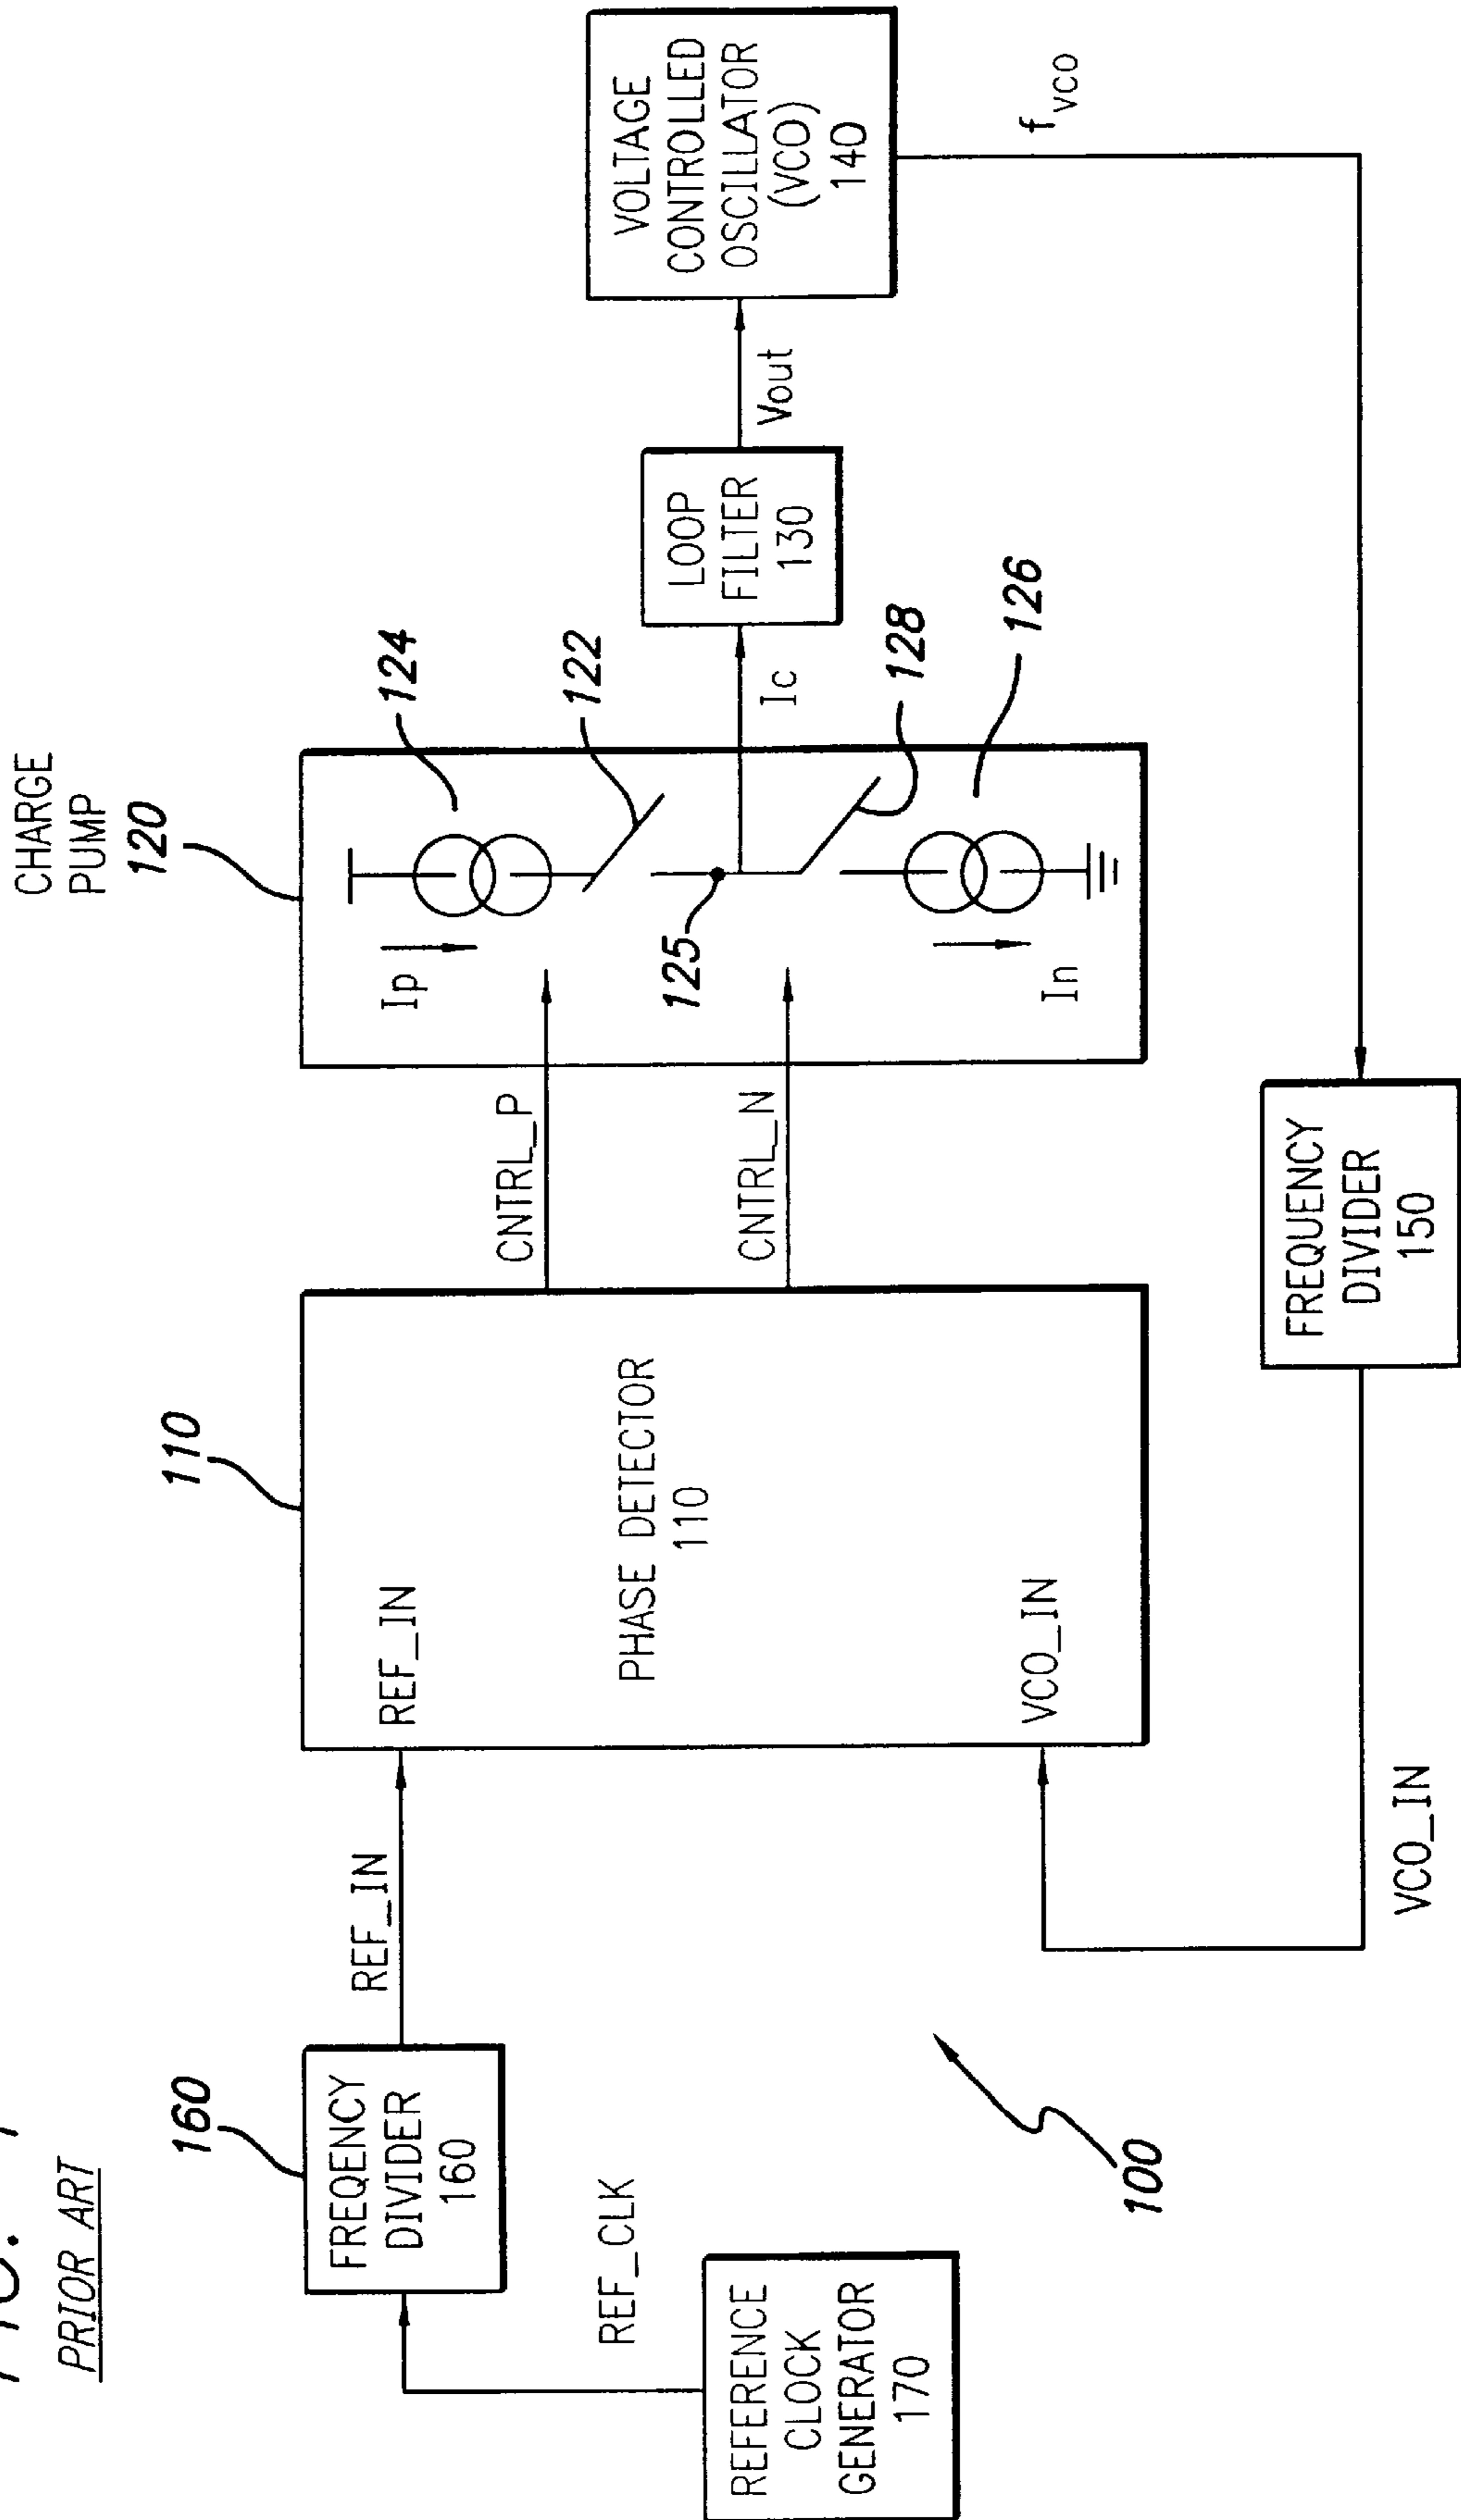 PRIOR ART
CHARGE
PUMP
120
160
FREQENCY
DIVIDER
160
REF_IN
REF_CLK
REFERENCE
CLOCK
GENERATOR
170
100
110
REF_IN
PHASE DETECTOR
110
VCO_IN
CNTRL_P
CNTRL_N
Ip
124
122
125
128
126
In
Ic
LOOP
FILTER
130
Vout
VOLTAGE
CONTROLLED
OSCILLATOR
(VCO)
140
fvco
FREQUENCY
DIVIDER
150
VCO_IN